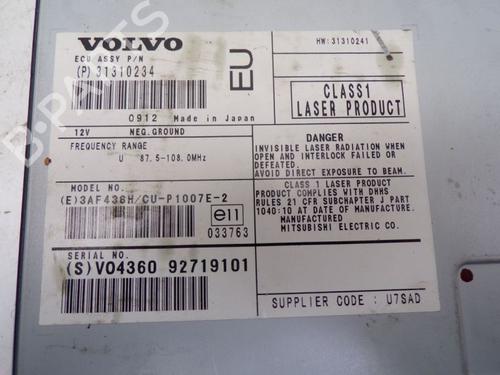 VOLVO
ECU ASSY P/N
(P) 31310234
0912 Made in Japan
EU
HW:31310241
CLASS1
LASER PRODUCT
12V NEG.GROUND
FREQUENCY RANGE
U 87.5-108.0MHz
DANGER
INVISIBLE LASER RADIATION WHEN
OPEN AND INTERLOCK FAILED OR
DEFEATED.
AVOID DIRECT EXPOSURE TO BEAM.
MODEL NO.
(E)3AF436H/CU-P1007E-2
e11
033763
CLASS 1 LASER PRODUCT
PRODUCT COMPLIES WITH DHHS
RULES 21 CFR SUBCHAPTER J PART
1040:10 AT DATE OF MANUFACTURE.
MANUFACTURED
MITSUBISHI ELECTRIC CO.
SERIAL NO.
(S)VO4360 92719101
SUPPLIER CODE : U7SAD
B-PARTS